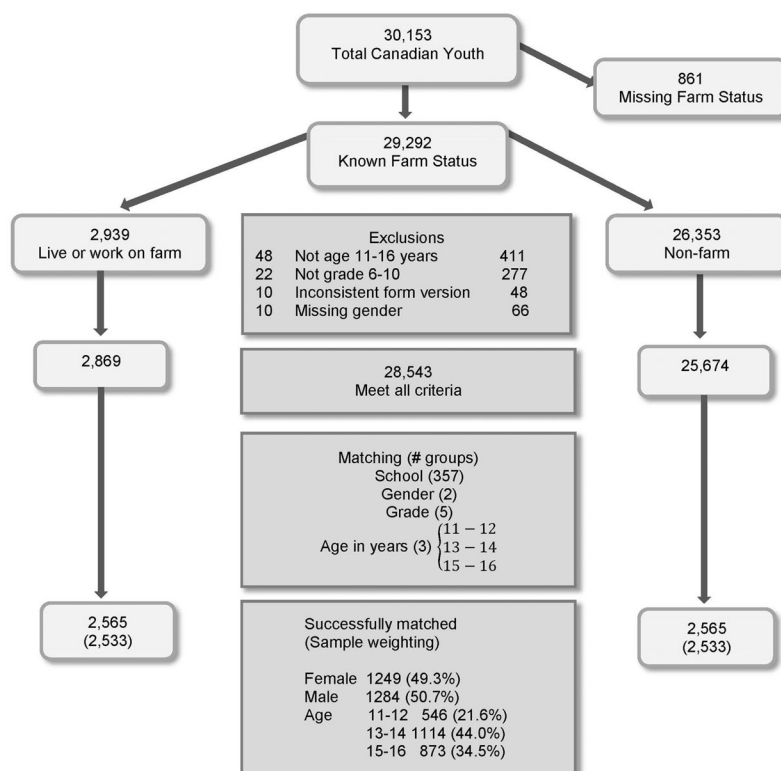 30,153
Total Canadian Youth
861
Missing Farm Status
29,292
Known Farm Status
2,939
Live or work on farm
26,353
Non-farm
Exclusions
48 Not age 11-16 years 411
22 Not grade 6-10 277
10 Inconsistent form version 48
10 Missing gender 66
2,869
28,543
Meet all criteria
25,674
Matching (# groups)
School (357)
Gender (2)
Grade (5)
Age in years (3) {11 − 12
13 − 14
15 − 16
2,565
(2,533)
Successfully matched
(Sample weighting)
Female 1249 (49.3%)
Male 1284 (50.7%)
Age 11-12 546 (21.6%)
13-14 1114 (44.0%)
15-16 873 (34.5%)
2,565
(2,533)